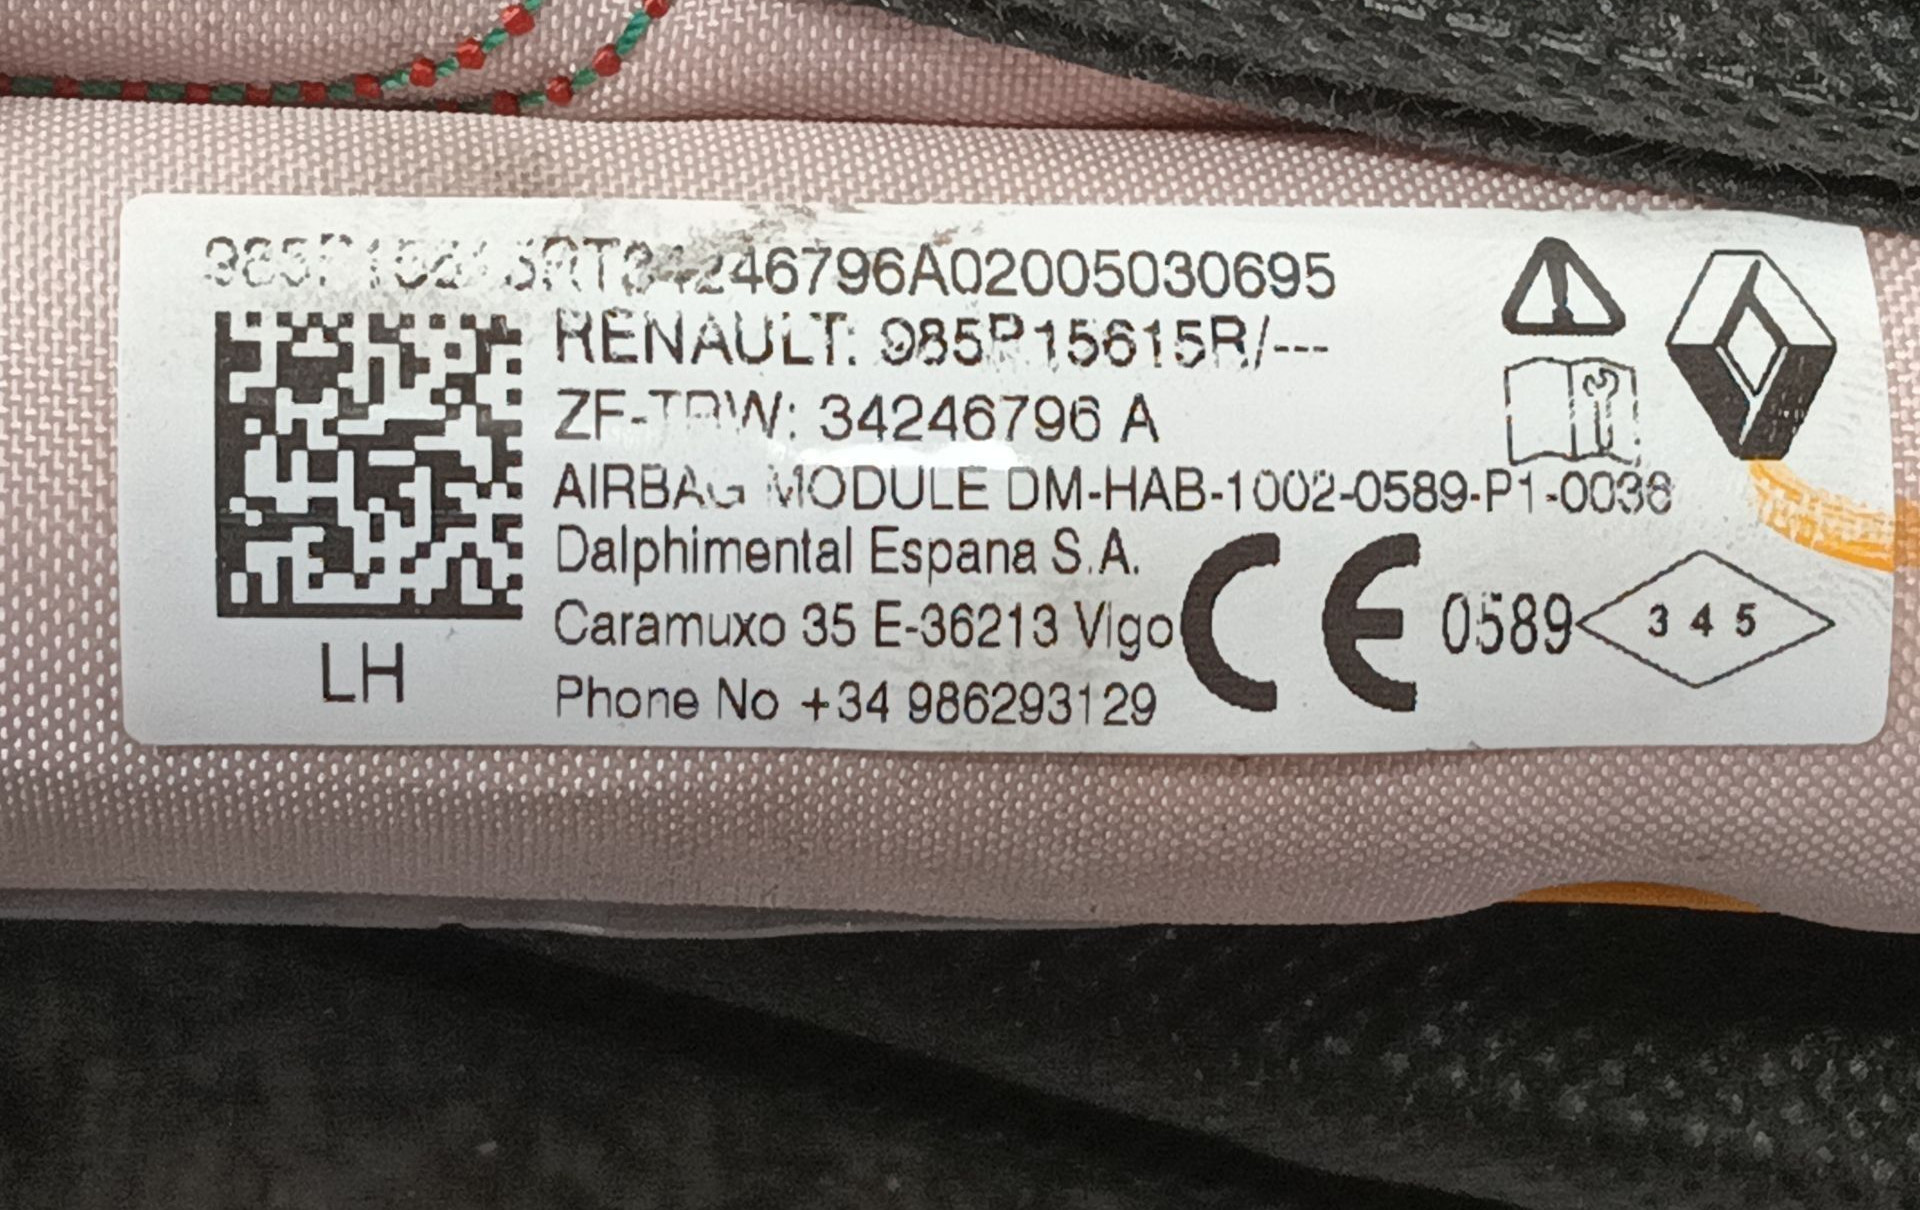 985P15615RT34246796A02005030695
RENAULT: 985P15615R/---
ZF-TRW: 34246796 A
AIRBAG MODULE DM-HAB-1002-0589-P1-0036
Dalphimental Espana S.A.
Caramuxo 35 E-36213 Vigo
Phone No +34 986293129
LH
CE 0589
3 4 5